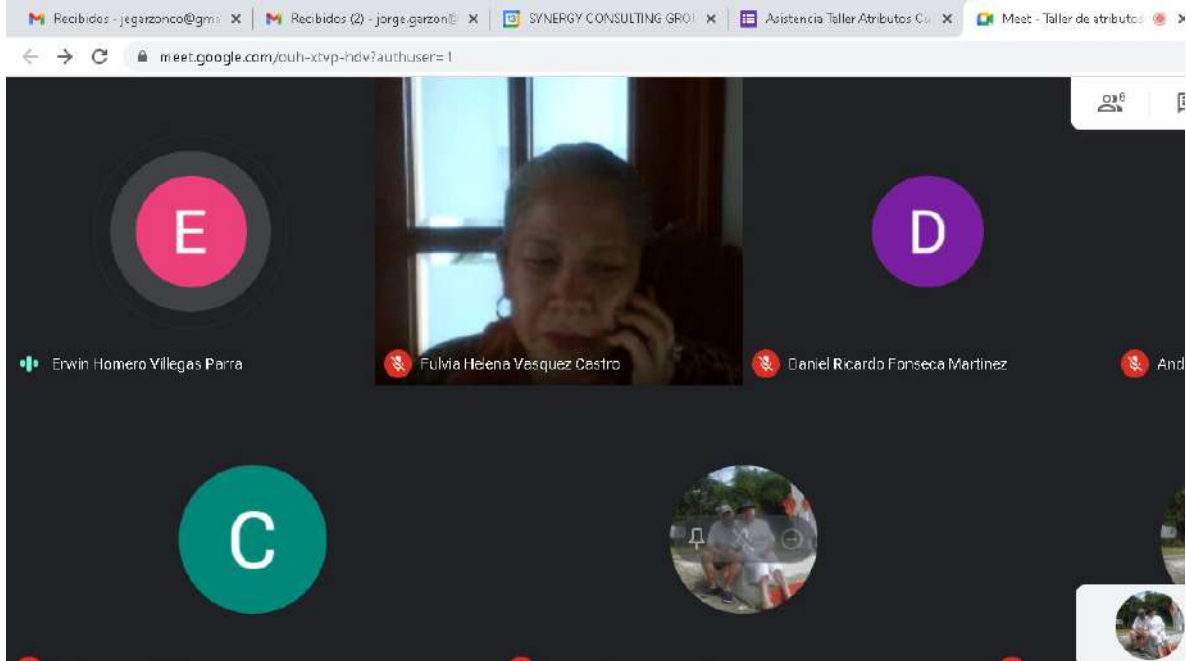 Recibidos - jegarzonco@gm
Recibidos (2) - jorge.garzon@
SYNERGY CONSULTING GRO
Asistencia Taller Atributos Cu
Meet - Taller de atributos
meet.google.com/ouh-xtvp-hdv?authuser=1
6
E
D
Erwin Homero Villegas Parra
Fulvia Helena Vasquez Castro
Daniel Ricardo Fonseca Martinez
And
C